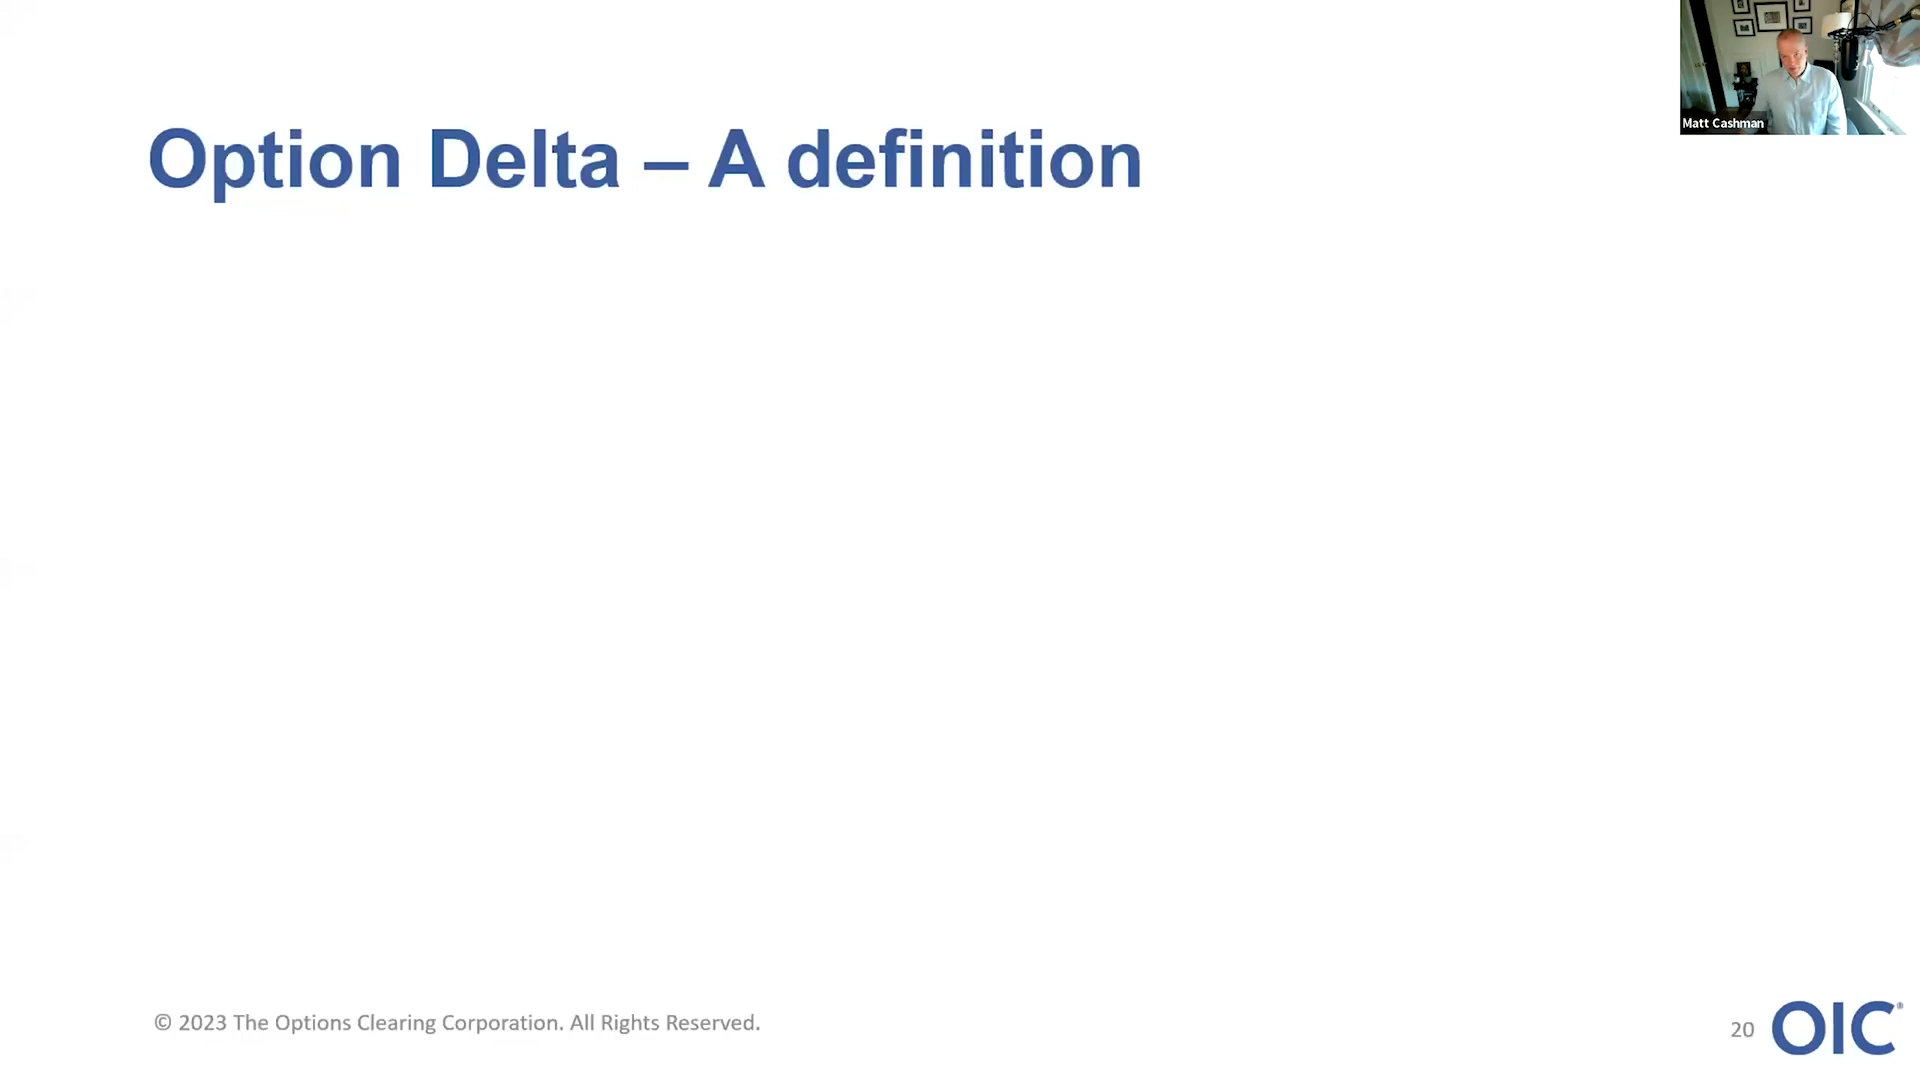 Matt Cashman
Option Delta – A definition
© 2023 The Options Clearing Corporation. All Rights Reserved.
20
OIC®